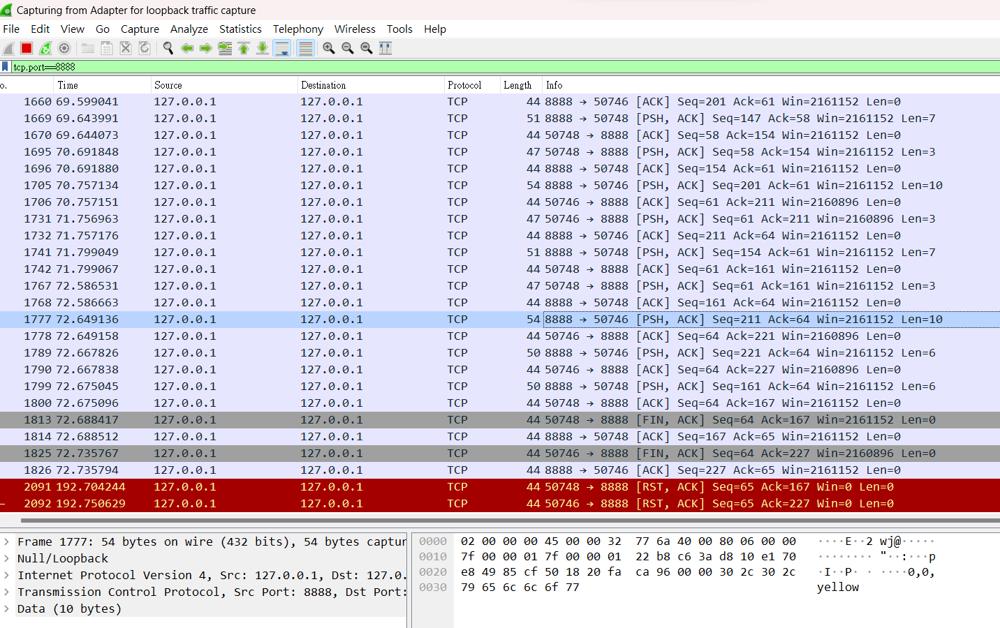 Capturing from Adapter for loopback traffic capture
File Edit View Go Capture Analyze Statistics Telephony Wireless Tools Help
tcp.port==8888
o. Time Source Destination Protocol Length Info
1660 69.599041 127.0.0.1 127.0.0.1 TCP 44 8888 → 50746 [ACK] Seq=201 Ack=61 Win=2161152 Len=0
1669 69.643991 127.0.0.1 127.0.0.1 TCP 51 8888 → 50748 [PSH, ACK] Seq=147 Ack=58 Win=2161152 Len=7
1670 69.644073 127.0.0.1 127.0.0.1 TCP 44 50748 → 8888 [ACK] Seq=58 Ack=154 Win=2161152 Len=0
1695 70.691848 127.0.0.1 127.0.0.1 TCP 47 50748 → 8888 [PSH, ACK] Seq=58 Ack=154 Win=2161152 Len=3
1696 70.691880 127.0.0.1 127.0.0.1 TCP 44 8888 → 50748 [ACK] Seq=154 Ack=61 Win=2161152 Len=0
1705 70.757134 127.0.0.1 127.0.0.1 TCP 54 8888 → 50746 [PSH, ACK] Seq=201 Ack=61 Win=2161152 Len=10
1706 70.757151 127.0.0.1 127.0.0.1 TCP 44 50746 → 8888 [ACK] Seq=61 Ack=211 Win=2160896 Len=0
1731 71.756963 127.0.0.1 127.0.0.1 TCP 47 50746 → 8888 [PSH, ACK] Seq=61 Ack=211 Win=2160896 Len=3
1732 71.757176 127.0.0.1 127.0.0.1 TCP 44 8888 → 50746 [ACK] Seq=211 Ack=64 Win=2161152 Len=0
1741 71.799049 127.0.0.1 127.0.0.1 TCP 51 8888 → 50748 [PSH, ACK] Seq=154 Ack=61 Win=2161152 Len=7
1742 71.799067 127.0.0.1 127.0.0.1 TCP 44 50748 → 8888 [ACK] Seq=61 Ack=161 Win=2161152 Len=0
1767 72.586531 127.0.0.1 127.0.0.1 TCP 47 50748 → 8888 [PSH, ACK] Seq=61 Ack=161 Win=2161152 Len=3
1768 72.586663 127.0.0.1 127.0.0.1 TCP 44 8888 → 50748 [ACK] Seq=161 Ack=64 Win=2161152 Len=0
1777 72.649136 127.0.0.1 127.0.0.1 TCP 54 8888 → 50746 [PSH, ACK] Seq=211 Ack=64 Win=2161152 Len=10
1778 72.649158 127.0.0.1 127.0.0.1 TCP 44 50746 → 8888 [ACK] Seq=64 Ack=221 Win=2160896 Len=0
1789 72.667826 127.0.0.1 127.0.0.1 TCP 50 8888 → 50746 [PSH, ACK] Seq=221 Ack=64 Win=2161152 Len=6
1790 72.667838 127.0.0.1 127.0.0.1 TCP 44 50746 → 8888 [ACK] Seq=64 Ack=227 Win=2160896 Len=0
1799 72.675045 127.0.0.1 127.0.0.1 TCP 50 8888 → 50748 [PSH, ACK] Seq=161 Ack=64 Win=2161152 Len=6
1800 72.675096 127.0.0.1 127.0.0.1 TCP 44 50748 → 8888 [ACK] Seq=64 Ack=167 Win=2161152 Len=0
1813 72.688417 127.0.0.1 127.0.0.1 TCP 44 50748 → 8888 [FIN, ACK] Seq=64 Ack=167 Win=2161152 Len=0
1814 72.688512 127.0.0.1 127.0.0.1 TCP 44 8888 → 50748 [ACK] Seq=167 Ack=65 Win=2161152 Len=0
1825 72.735767 127.0.0.1 127.0.0.1 TCP 44 50746 → 8888 [FIN, ACK] Seq=64 Ack=227 Win=2160896 Len=0
1826 72.735794 127.0.0.1 127.0.0.1 TCP 44 8888 → 50746 [ACK] Seq=227 Ack=65 Win=2161152 Len=0
2091 192.704244 127.0.0.1 127.0.0.1 TCP 44 50748 → 8888 [RST, ACK] Seq=65 Ack=167 Win=0 Len=0
2092 192.750629 127.0.0.1 127.0.0.1 TCP 44 50746 → 8888 [RST, ACK] Seq=65 Ack=227 Win=0 Len=0
Frame 1777: 54 bytes on wire (432 bits), 54 bytes captur
Null/Loopback
Internet Protocol Version 4, Src: 127.0.0.1, Dst: 127.0.
Transmission Control Protocol, Src Port: 8888, Dst Port:
Data (10 bytes)
0000 02 00 00 00 45 00 00 32 77 6a 40 00 80 06 00 00 ····E··2 wj@·····
0010 7f 00 00 01 7f 00 00 01 22 b8 c6 3a d8 10 e1 70 ········ "··:···p
0020 e8 49 85 cf 50 18 20 fa ca 96 00 00 30 2c 30 2c ·I··P· · ····0,0,
0030 79 65 6c 6c 6f 77 yellow